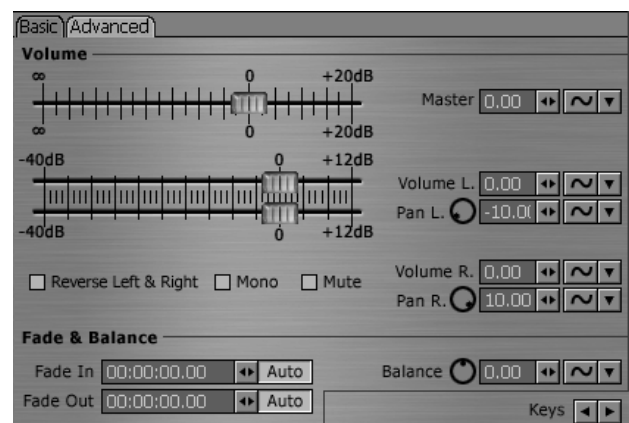 Basic Advanced
Volume
∞ 0 +20dB
Master 0.00
∞ 0 +20dB
-40dB 0 +12dB
Volume L. 0.00
Pan L. -10.0(
-40dB 0 +12dB
Reverse Left & Right Mono Mute
Volume R. 0.00
Pan R. 10.00
Fade & Balance
Fade In 00:00:00.00 Auto
Balance 0.00
Fade Out 00:00:00.00 Auto
Keys